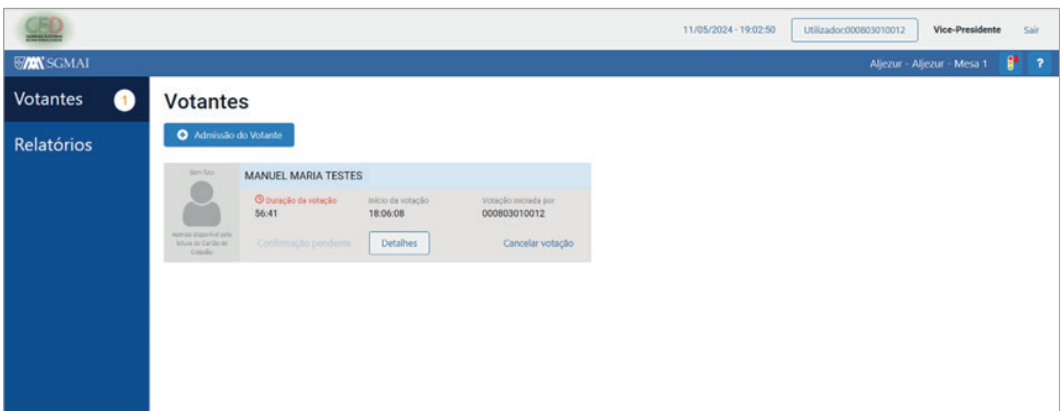 CED
11/05/2024 - 19:02:50 Utilizador:000803010012 Vice-Presidente Sair
SGMAI Aljezur - Aljezur - Mesa 1 ?
Votantes 1
Relatórios
Votantes
Admissão do Votante
Sem foto
Apenas disponível pela
leitura do Cartão de
Cidadão
MANUEL MARIA TESTES
Duração da votação Início da votação Votação iniciada por
56:41 18:06:08 000803010012
Confirmação pendente Detalhes Cancelar votação